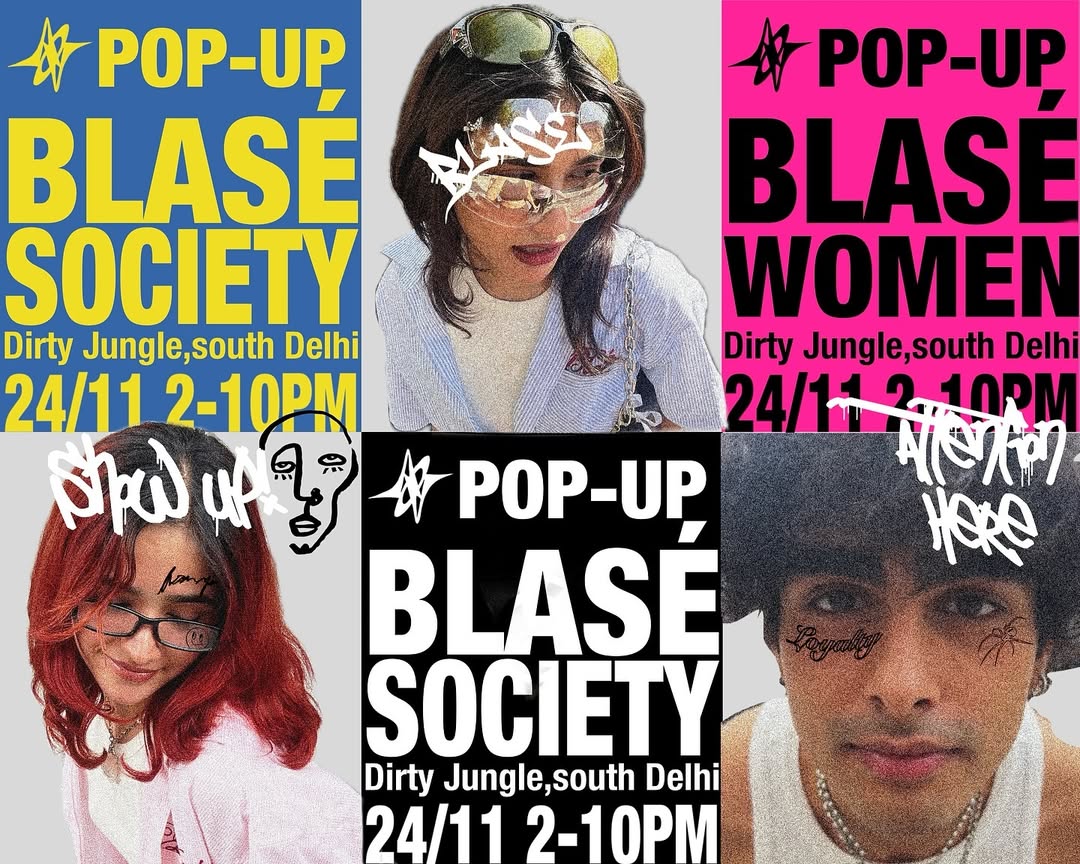 POP-UP
BLASÉ
SOCIETY
Dirty Jungle,south Delhi
24/11 2-10PM
BLASE
POP-UP
BLASÉ
WOMEN
Dirty Jungle,south Delhi
24/11 2-10PM
Show up!
POP-UP
BLASÉ
SOCIETY
Dirty Jungle,south Delhi
24/11 2-10PM
ATTenTion
HeRe
Loyalty